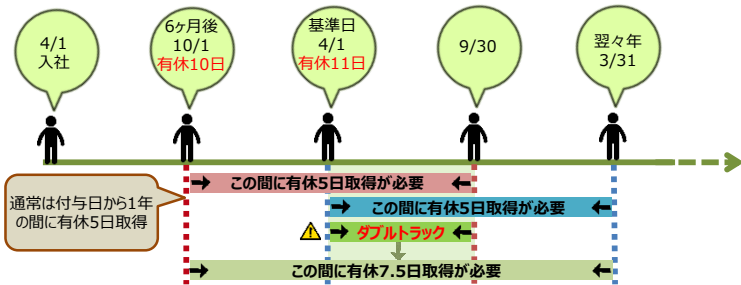 4/1
入社
6ヶ月後
10/1
有休10日
基準日
4/1
有休11日
9/30
翌々年
3/31
通常は付与日から1年
の間に有休5日取得
この間に有休5日取得が必要
この間に有休5日取得が必要
ダブルトラック
この間に有休7.5日取得が必要